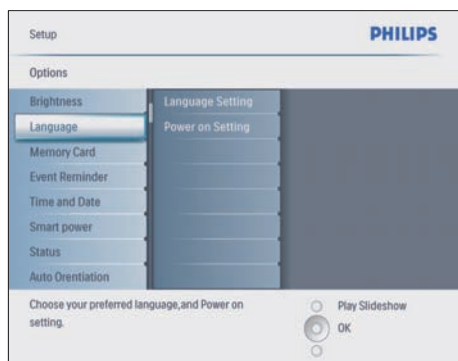 Setup
PHILIPS
Options
Brightness
Language
Memory Card
Event Reminder
Time and Date
Smart power
Status
Auto Orentiation
Language Setting
Power on Setting
Choose your preferred language,and Power on
setting.
Play Slideshow
OK